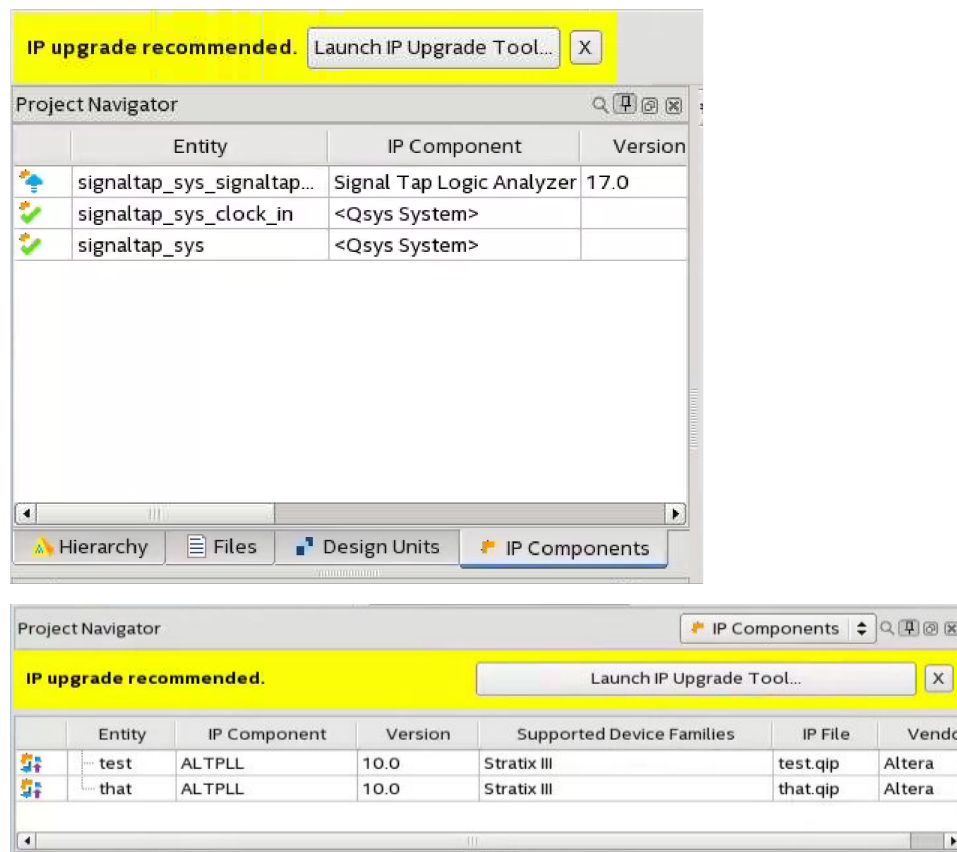 IP upgrade recommended. Launch IP Upgrade Tool... X
Project Navigator
Entity IP Component Version
signaltap_sys_signaltap... Signal Tap Logic Analyzer 17.0
signaltap_sys_clock_in <Qsys System>
signaltap_sys <Qsys System>
Hierarchy Files Design Units IP Components
Project Navigator IP Components
IP upgrade recommended. Launch IP Upgrade Tool... X
Entity IP Component Version Supported Device Families IP File Vendo
test ALTPLL 10.0 Stratix III test.qip Altera
that ALTPLL 10.0 Stratix III that.qip Altera